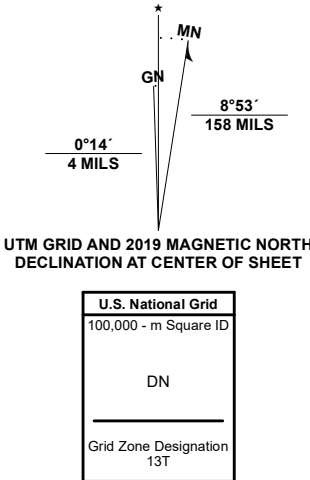 ★
MN
GN
8°53´
158 MILS
0°14´
4 MILS
UTM GRID AND 2019 MAGNETIC NORTH
DECLINATION AT CENTER OF SHEET
U.S. National Grid
100,000 - m Square ID
DN
Grid Zone Designation
13T